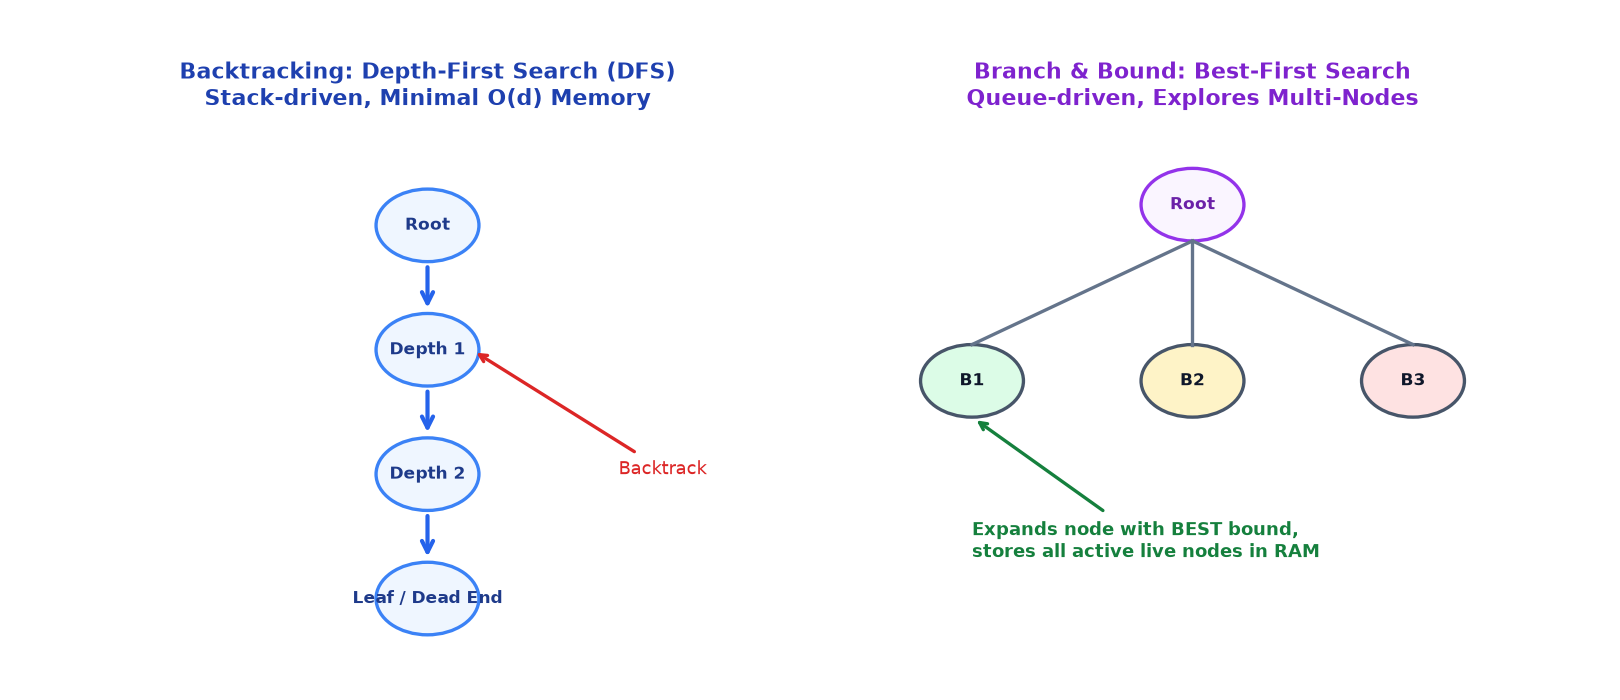 Backtracking: Depth-First Search (DFS)
Stack-driven, Minimal O(d) Memory
Root
Depth 1
Depth 2
Leaf / Dead End
Backtrack
Branch & Bound: Best-First Search
Queue-driven, Explores Multi-Nodes
Root
B1
B2
B3
Expands node with BEST bound,
stores all active live nodes in RAM